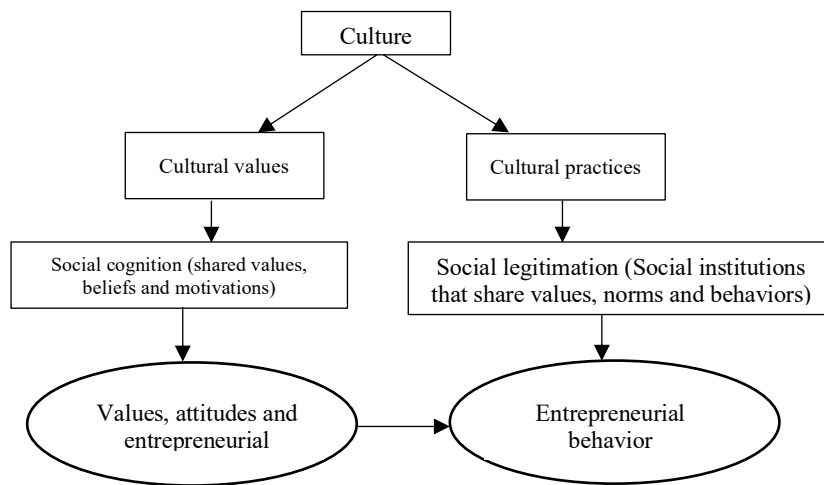 Culture
Cultural values
Cultural practices
Social cognition (shared values,
beliefs and motivations)
Social legitimation (Social institutions
that share values, norms and behaviors)
Values, attitudes and
entrepreneurial
Entrepreneurial
behavior